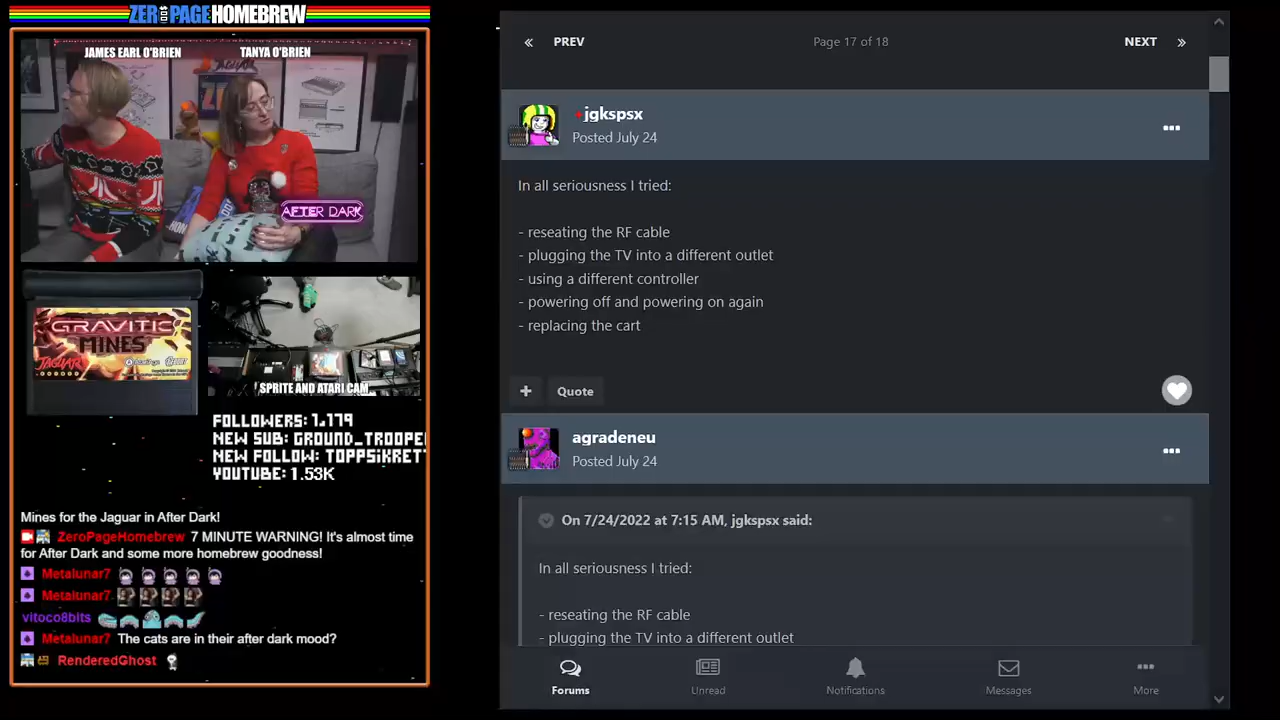 ZEROPAGEHOMEBREW
JAMES EARL O'BRIEN
TANYA O'BRIEN
AFTER DARK
GRAVITIC
MINES
JAGUAR
SPRITE AND ATARI CAM
FOLLOWERS: 1,179
NEW SUB: GROUND_TROOPE
NEW FOLLOW: TOPPSIKRET
YOUTUBE: 1.53K
Mines for the Jaguar in After Dark!
ZeroPageHomebrew 7 MINUTE WARNING! It's almost time
for After Dark and some more homebrew goodness!
Metalunar7
Metalunar7
vitoco8bits
Metalunar7 The cats are in their after dark mood?
RenderedGhost
« PREV
Page 17 of 18
NEXT »
jgkspsx
Posted July 24
In all seriousness I tried:
- reseating the RF cable
- plugging the TV into a different outlet
- using a different controller
- powering off and powering on again
- replacing the cart
+ Quote
agradeneu
Posted July 24
On 7/24/2022 at 7:15 AM, jgkspsx said:
In all seriousness I tried:
- reseating the RF cable
- plugging the TV into a different outlet
Forums
Unread
Notifications
Messages
More